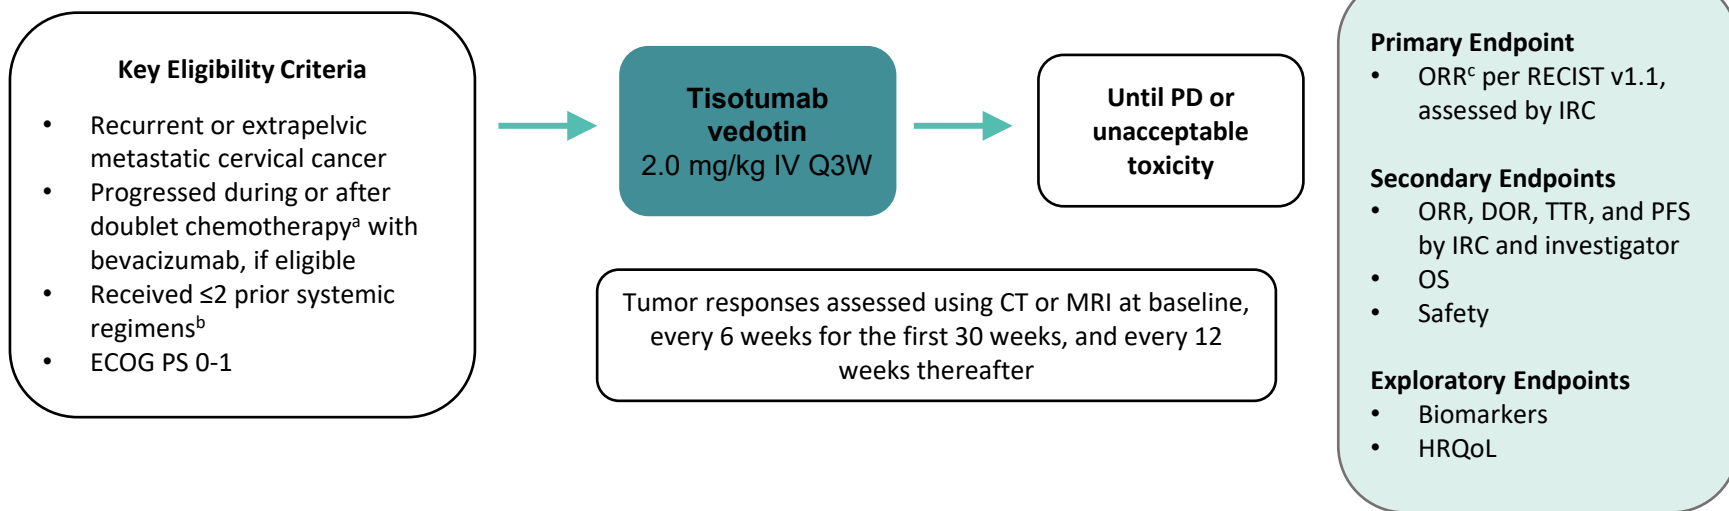 Key Eligibility Criteria
• Recurrent or extrapelvic
metastatic cervical cancer
• Progressed during or after
doublet chemotherapyᵃ with
bevacizumab, if eligible
• Received ≤2 prior systemic
regimensᵇ
• ECOG PS 0-1
Tisotumab
vedotin
2.0 mg/kg IV Q3W
Until PD or
unacceptable
toxicity
Tumor responses assessed using CT or MRI at baseline,
every 6 weeks for the first 30 weeks, and every 12
weeks thereafter
Primary Endpoint
• ORRᶜ per RECIST v1.1,
assessed by IRC
Secondary Endpoints
• ORR, DOR, TTR, and PFS
by IRC and investigator
• OS
• Safety
Exploratory Endpoints
• Biomarkers
• HRQoL